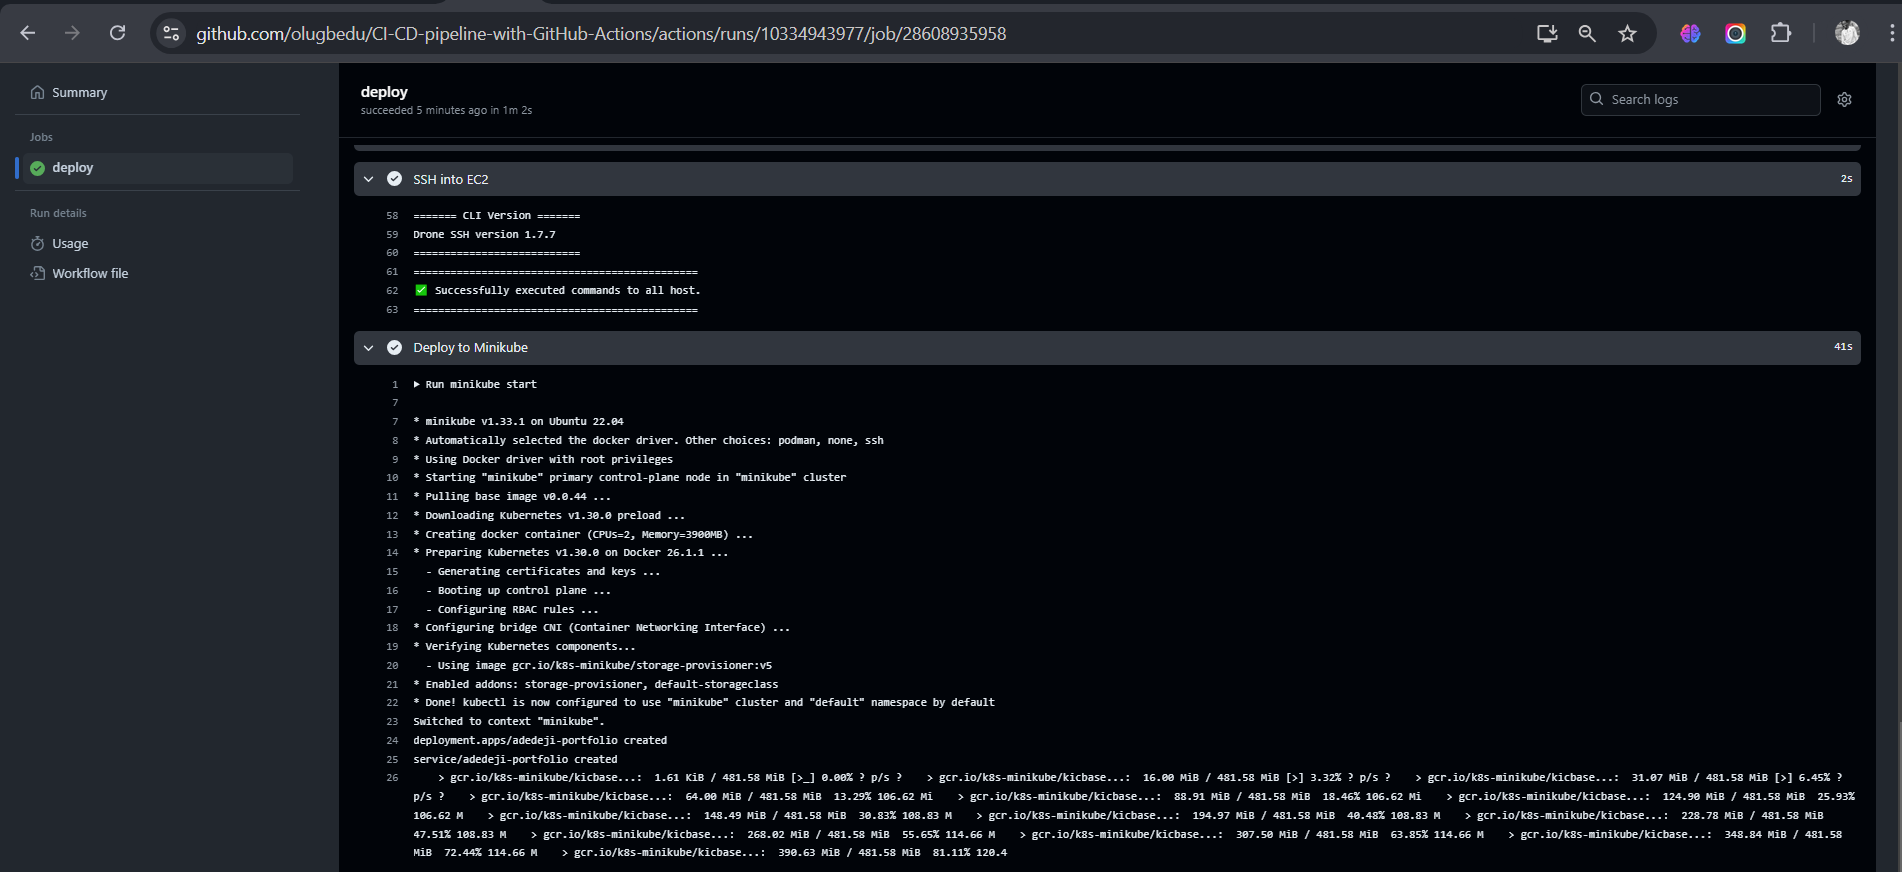 github.com/olugbedu/CI-CD-pipeline-with-GitHub-Actions/actions/runs/10334943977/job/28608935958
Summary
Jobs
deploy
Run details
Usage
Workflow file
deploy
succeeded 5 minutes ago in 1m 2s
Search logs
SSH into EC2 2s
58 ======= CLI Version =======
59 Drone SSH version 1.7.7
60 ===========================
61 ==============================================
62 ✅ Successfully executed commands to all host.
63 ==============================================
Deploy to Minikube 41s
1 ▶ Run minikube start
7
7 * minikube v1.33.1 on Ubuntu 22.04
8 * Automatically selected the docker driver. Other choices: podman, none, ssh
9 * Using Docker driver with root privileges
10 * Starting "minikube" primary control-plane node in "minikube" cluster
11 * Pulling base image v0.0.44 ...
12 * Downloading Kubernetes v1.30.0 preload ...
13 * Creating docker container (CPUs=2, Memory=3900MB) ...
14 * Preparing Kubernetes v1.30.0 on Docker 26.1.1 ...
15 - Generating certificates and keys ...
16 - Booting up control plane ...
17 - Configuring RBAC rules ...
18 * Configuring bridge CNI (Container Networking Interface) ...
19 * Verifying Kubernetes components...
20 - Using image gcr.io/k8s-minikube/storage-provisioner:v5
21 * Enabled addons: storage-provisioner, default-storageclass
22 * Done! kubectl is now configured to use "minikube" cluster and "default" namespace by default
23 Switched to context "minikube".
24 deployment.apps/adedeji-portfolio created
25 service/adedeji-portfolio created
26 > gcr.io/k8s-minikube/kicbase...: 1.61 KiB / 481.58 MiB [>_] 0.00% ? p/s ? > gcr.io/k8s-minikube/kicbase...: 16.00 MiB / 481.58 MiB [>] 3.32% ? p/s ? > gcr.io/k8s-minikube/kicbase...: 31.07 MiB / 481.58 MiB [>] 6.45% ?
p/s ? > gcr.io/k8s-minikube/kicbase...: 64.00 MiB / 481.58 MiB 13.29% 106.62 Mi > gcr.io/k8s-minikube/kicbase...: 88.91 MiB / 481.58 MiB 18.46% 106.62 Mi > gcr.io/k8s-minikube/kicbase...: 124.90 MiB / 481.58 MiB 25.93%
106.62 M > gcr.io/k8s-minikube/kicbase...: 148.49 MiB / 481.58 MiB 30.83% 108.83 M > gcr.io/k8s-minikube/kicbase...: 194.97 MiB / 481.58 MiB 40.48% 108.83 M > gcr.io/k8s-minikube/kicbase...: 228.78 MiB / 481.58 MiB
47.51% 108.83 M > gcr.io/k8s-minikube/kicbase...: 268.02 MiB / 481.58 MiB 55.65% 114.66 M > gcr.io/k8s-minikube/kicbase...: 307.50 MiB / 481.58 MiB 63.85% 114.66 M > gcr.io/k8s-minikube/kicbase...: 348.84 MiB / 481.58
MiB 72.44% 114.66 M > gcr.io/k8s-minikube/kicbase...: 390.63 MiB / 481.58 MiB 81.11% 120.4